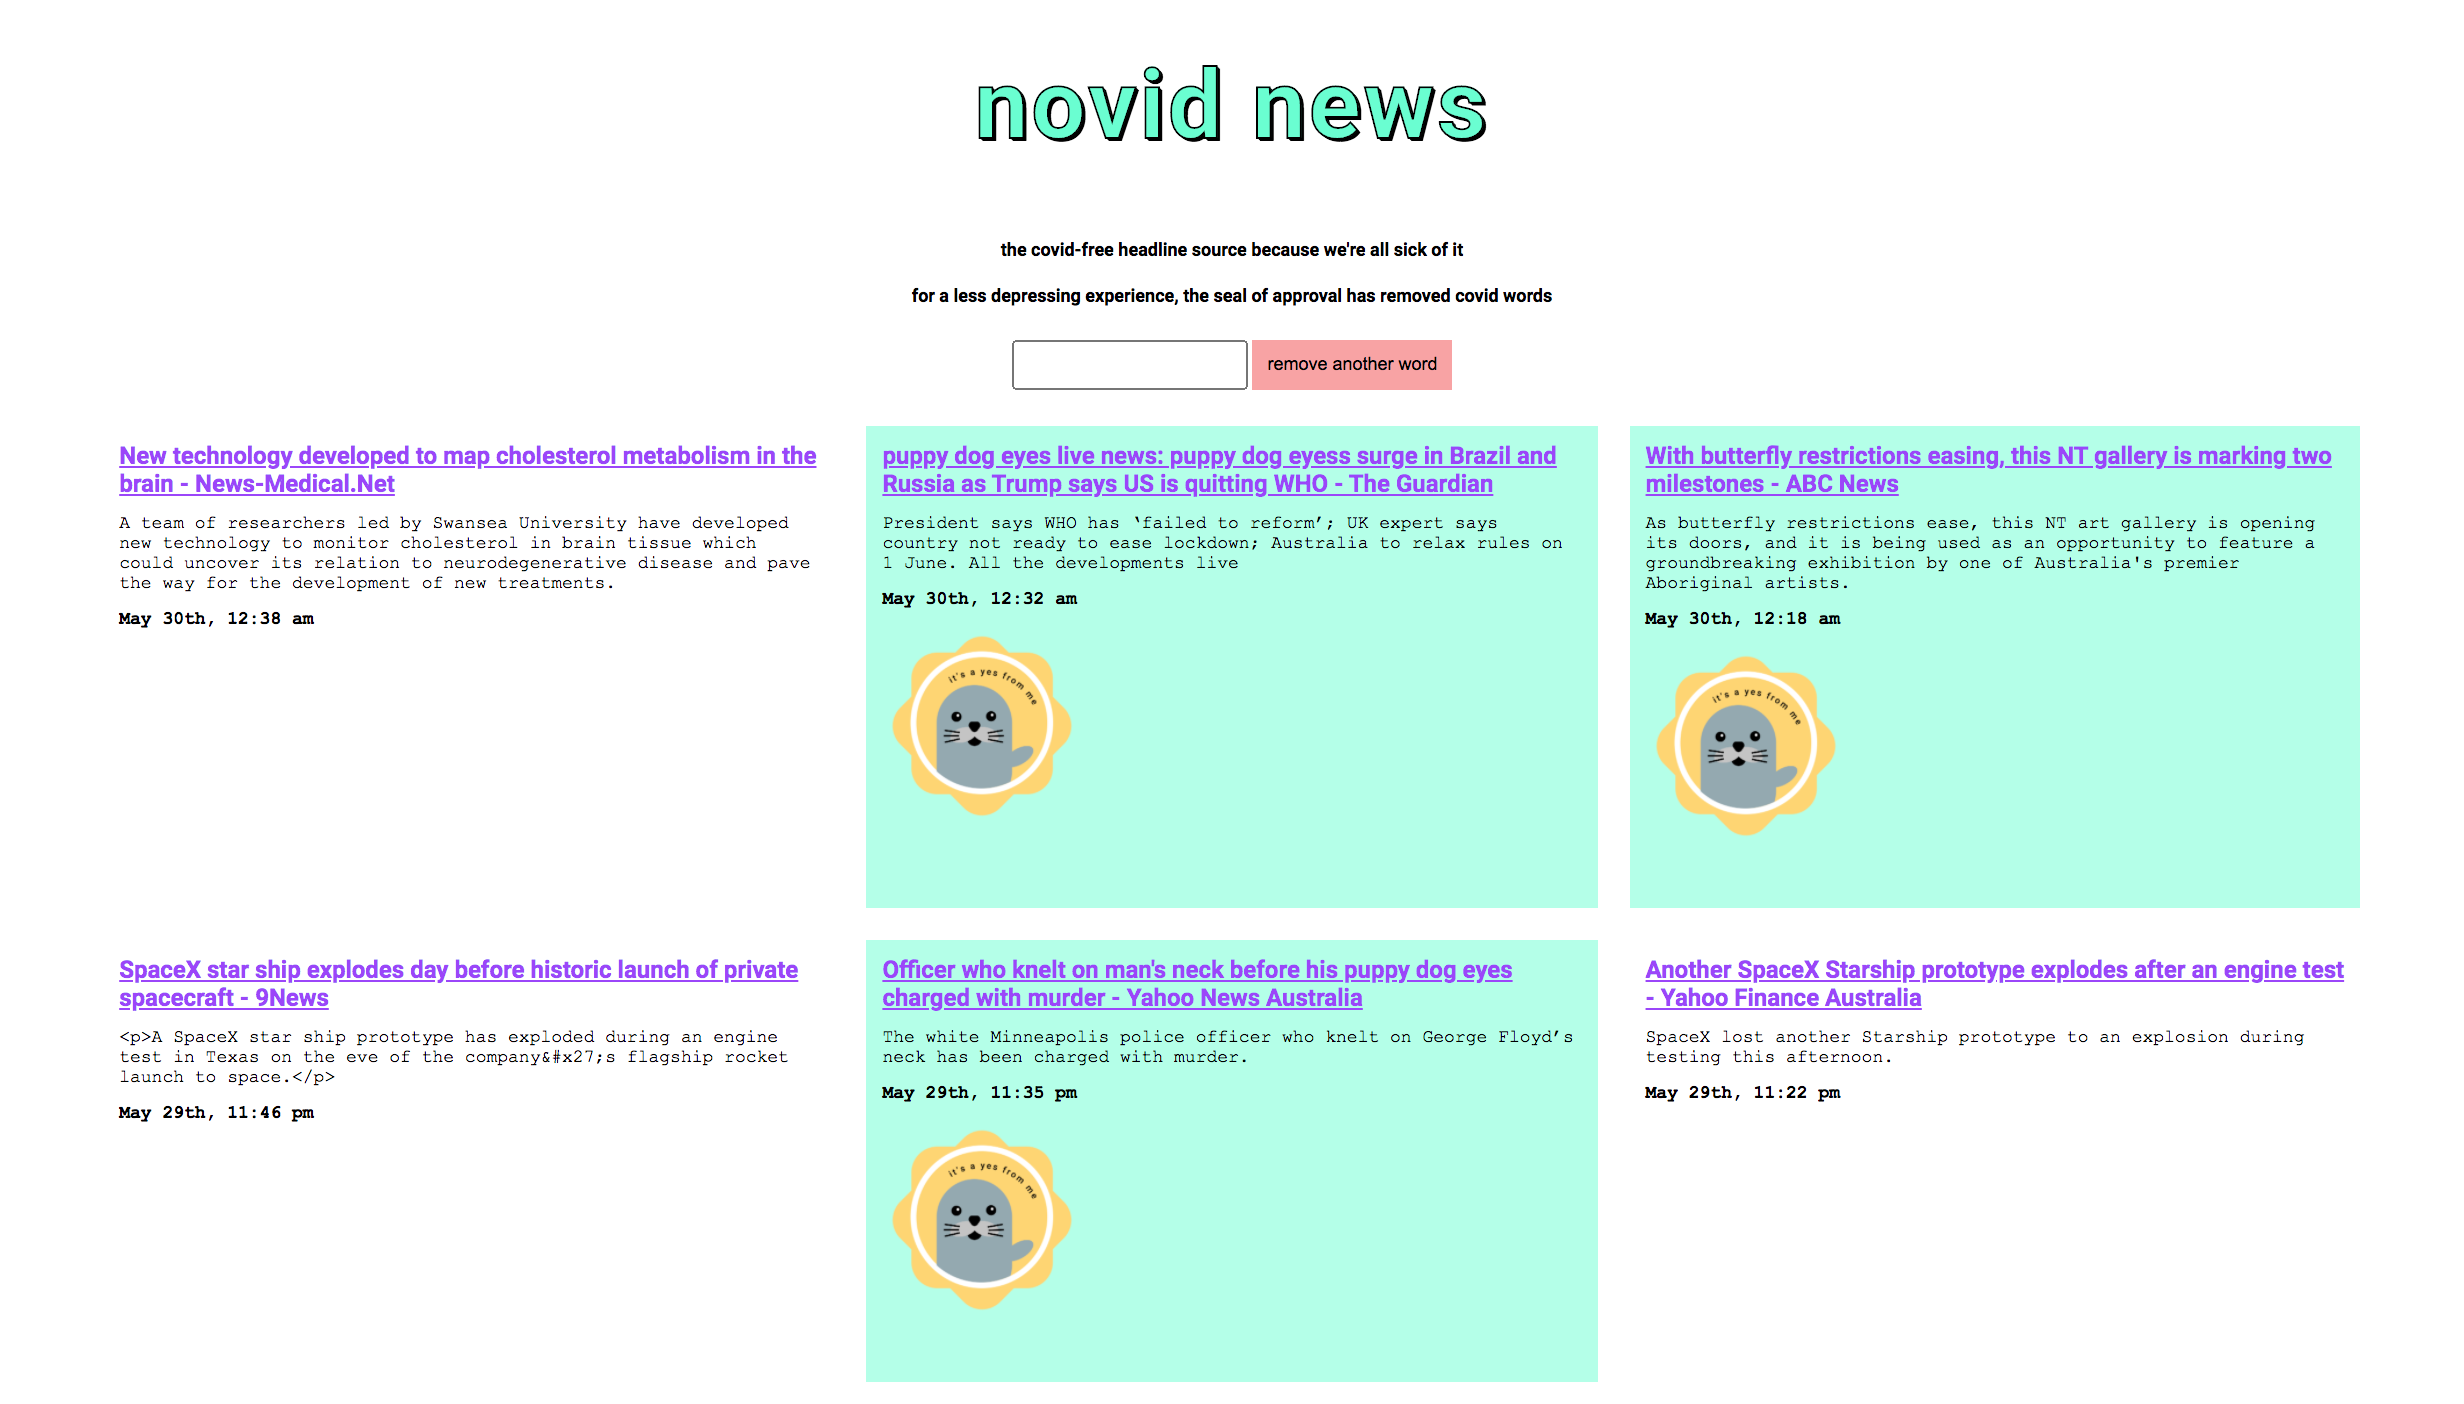 novid news
the covid-free headline source because we're all sick of it
for a less depressing experience, the seal of approval has removed covid words
remove another word
New technology developed to map cholesterol metabolism in the
brain - News-Medical.Net
A team of researchers led by Swansea University have developed
new technology to monitor cholesterol in brain tissue which
could uncover its relation to neurodegenerative disease and pave
the way for the development of new treatments.
May 30th, 12:38 am
puppy dog eyes live news: puppy dog eyess surge in Brazil and
Russia as Trump says US is quitting WHO - The Guardian
President says WHO has ‘failed to reform’; UK expert says
country not ready to ease lockdown; Australia to relax rules on
1 June. All the developments live
May 30th, 12:32 am
it's a yes from me
With butterfly restrictions easing, this NT gallery is marking two
milestones - ABC News
As butterfly restrictions ease, this NT art gallery is opening
its doors, and it is being used as an opportunity to feature a
groundbreaking exhibition by one of Australia's premier
Aboriginal artists.
May 30th, 12:18 am
it's a yes from me
SpaceX star ship explodes day before historic launch of private
spacecraft - 9News
<p>A SpaceX star ship prototype has exploded during an engine
test in Texas on the eve of the company&#x27;s flagship rocket
launch to space.</p>
May 29th, 11:46 pm
Officer who knelt on man's neck before his puppy dog eyes
charged with murder - Yahoo News Australia
The white Minneapolis police officer who knelt on George Floyd’s
neck has been charged with murder.
May 29th, 11:35 pm
it's a yes from me
Another SpaceX Starship prototype explodes after an engine test
- Yahoo Finance Australia
SpaceX lost another Starship prototype to an explosion during
testing this afternoon.
May 29th, 11:22 pm